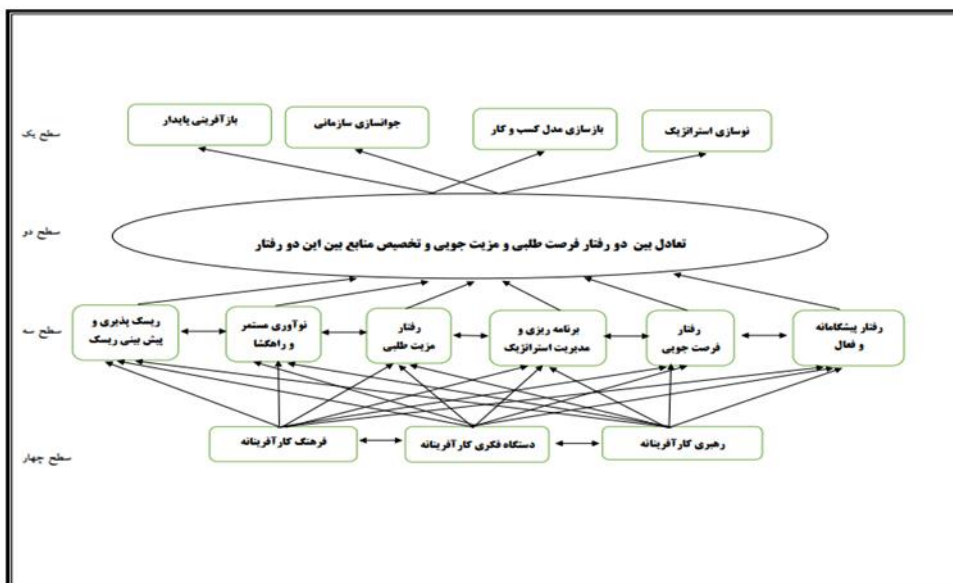 سطح یک
نوسازی استراتژیک
بازسازی مدل کسب و کار
جوانسازی سازمانی
بازآفرینی پایدار
سطح دو
تعادل بین دو رفتار فرصت طلبی و مزیت جویی و تخصیص منابع بین این دو رفتار
سطح سه
رفتار پیشگامانه
و فعال
رفتار
فرصت جویی
برنامه ریزی و
مدیریت استراتژیک
رفتار
مزیت طلبی
نوآوری مستمر
و راهگشا
ریسک پذیری و
پیش بینی ریسک
سطح چهار
رهبری کارآفرینانه
دستگاه فکری کارآفرینانه
فرهنگ کارآفرینانه